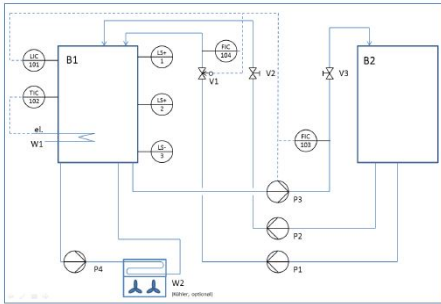 LIC
101
B1
LS+
1
FIC
104
B2
V1
V2
V3
TIC
102
LS+
2
el.
W1
LS-
3
FIC
103
P3
P2
P4
P1
W2
(Kühler, optional)